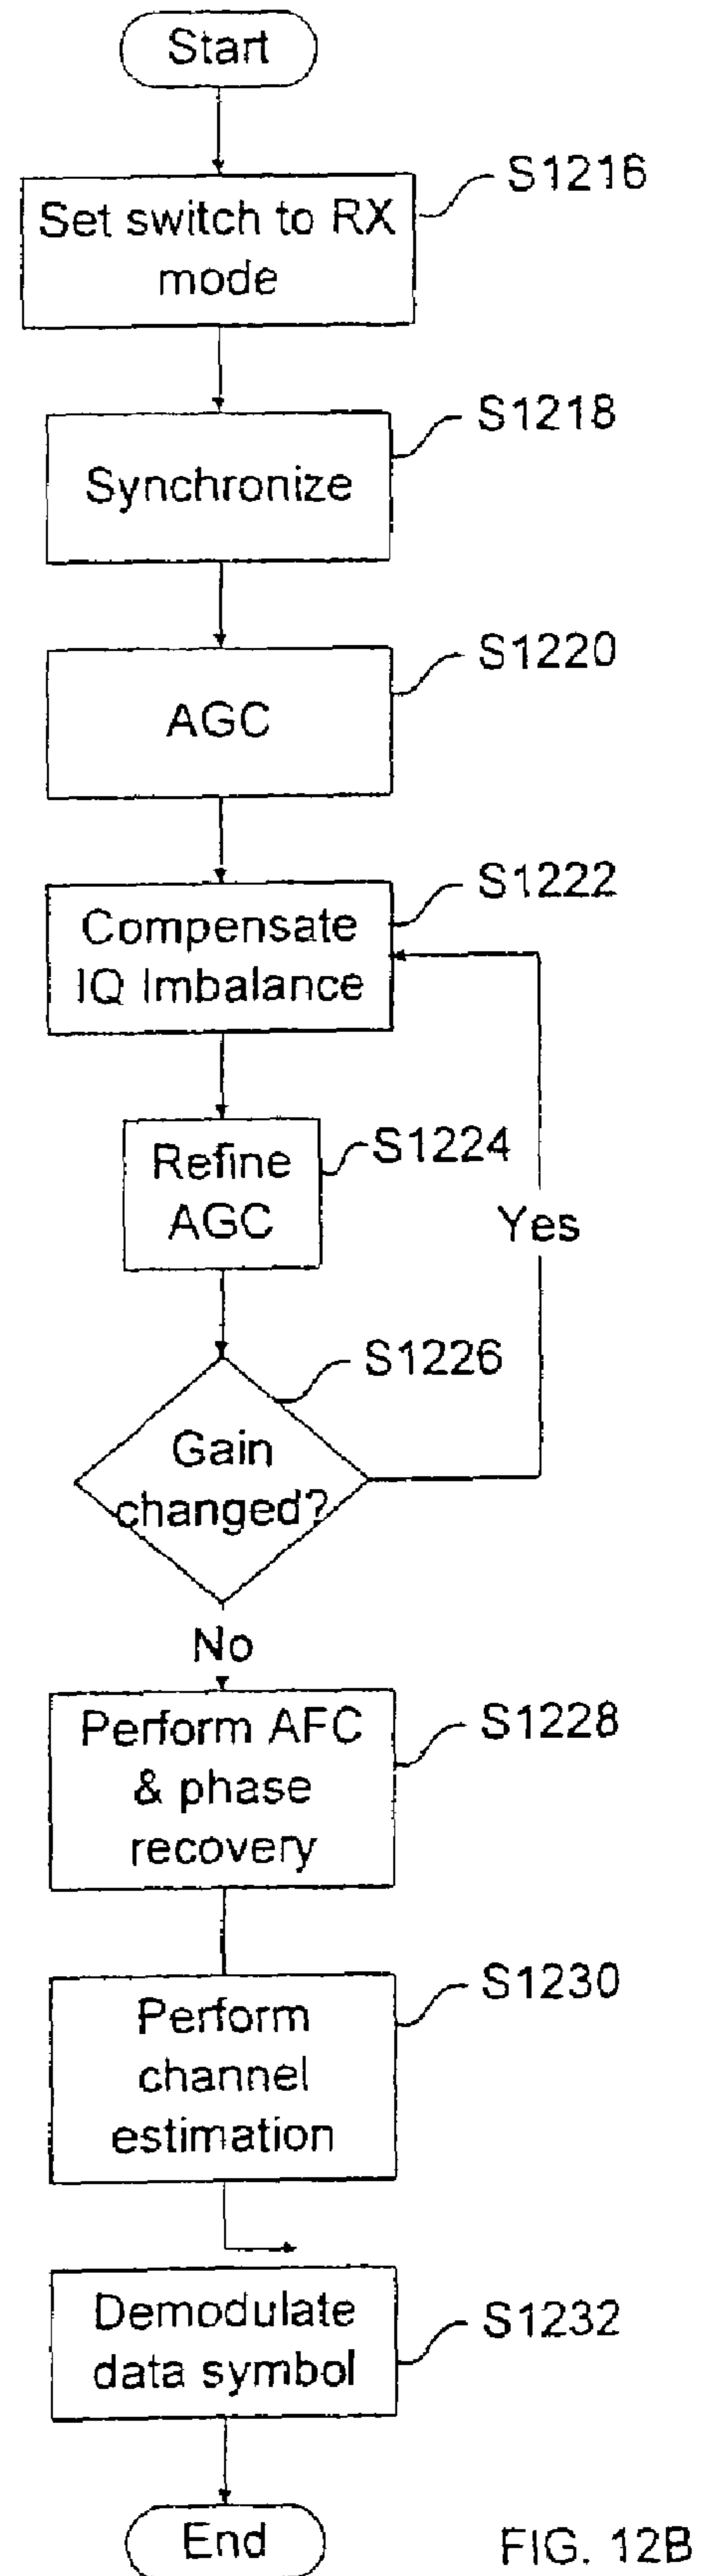 Start
S1216
Set switch to RX
mode
S1218
Synchronize
S1220
AGC
S1222
Compensate
IQ Imbalance
S1224
Refine
AGC
Yes
S1226
Gain
changed?
No
S1228
Perform AFC
& phase
recovery
S1230
Perform
channel
estimation
S1232
Demodulate
data symbol
End
FIG. 12B